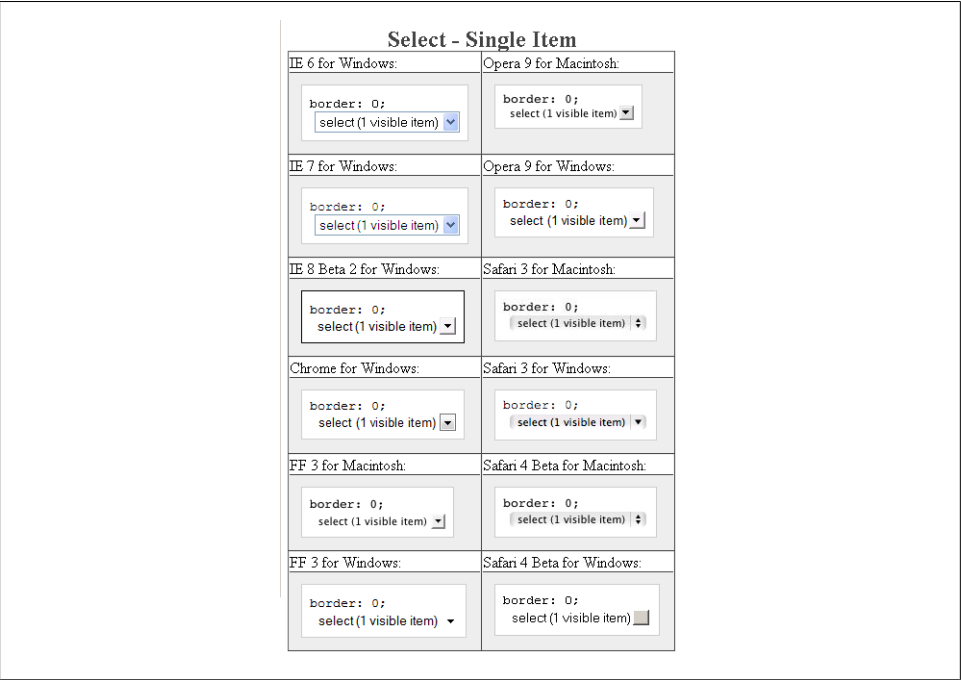 Select - Single Item
IE 6 for Windows:
border: 0;
select (1 visible item)
Opera 9 for Macintosh:
border: 0;
select (1 visible item)
IE 7 for Windows:
border: 0;
select (1 visible item)
Opera 9 for Windows:
border: 0;
select (1 visible item)
IE 8 Beta 2 for Windows:
border: 0;
select (1 visible item)
Safari 3 for Macintosh:
border: 0;
select (1 visible item)
Chrome for Windows:
border: 0;
select (1 visible item)
Safari 3 for Windows:
border: 0;
select (1 visible item)
FF 3 for Macintosh:
border: 0;
select (1 visible item)
Safari 4 Beta for Macintosh:
border: 0;
select (1 visible item)
FF 3 for Windows:
border: 0;
select (1 visible item)
Safari 4 Beta for Windows:
border: 0;
select (1 visible item)